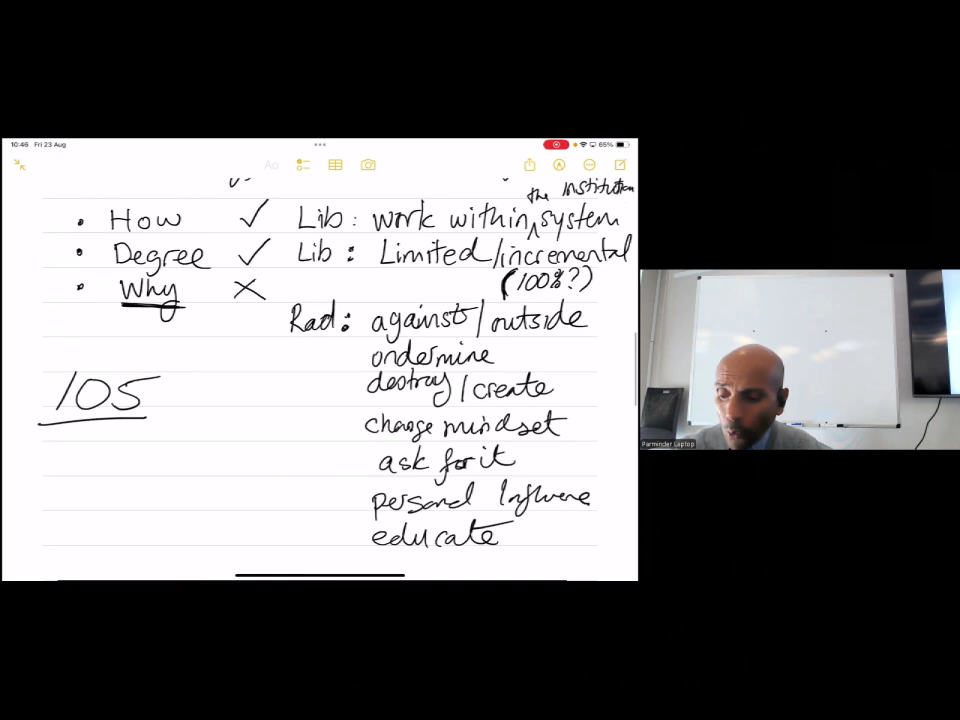 10:46 Fri 23 Aug
65%
Aa
the Institution
• How ✓ Lib: work within ^ system
• Degree ✓ Lib: Limited/incremental
(100%?)
• Why ✗
Rad: against/outside
undermine
105 destroy/create
change mindset
ask for it
personal Influence
educate
Parminder Laptop